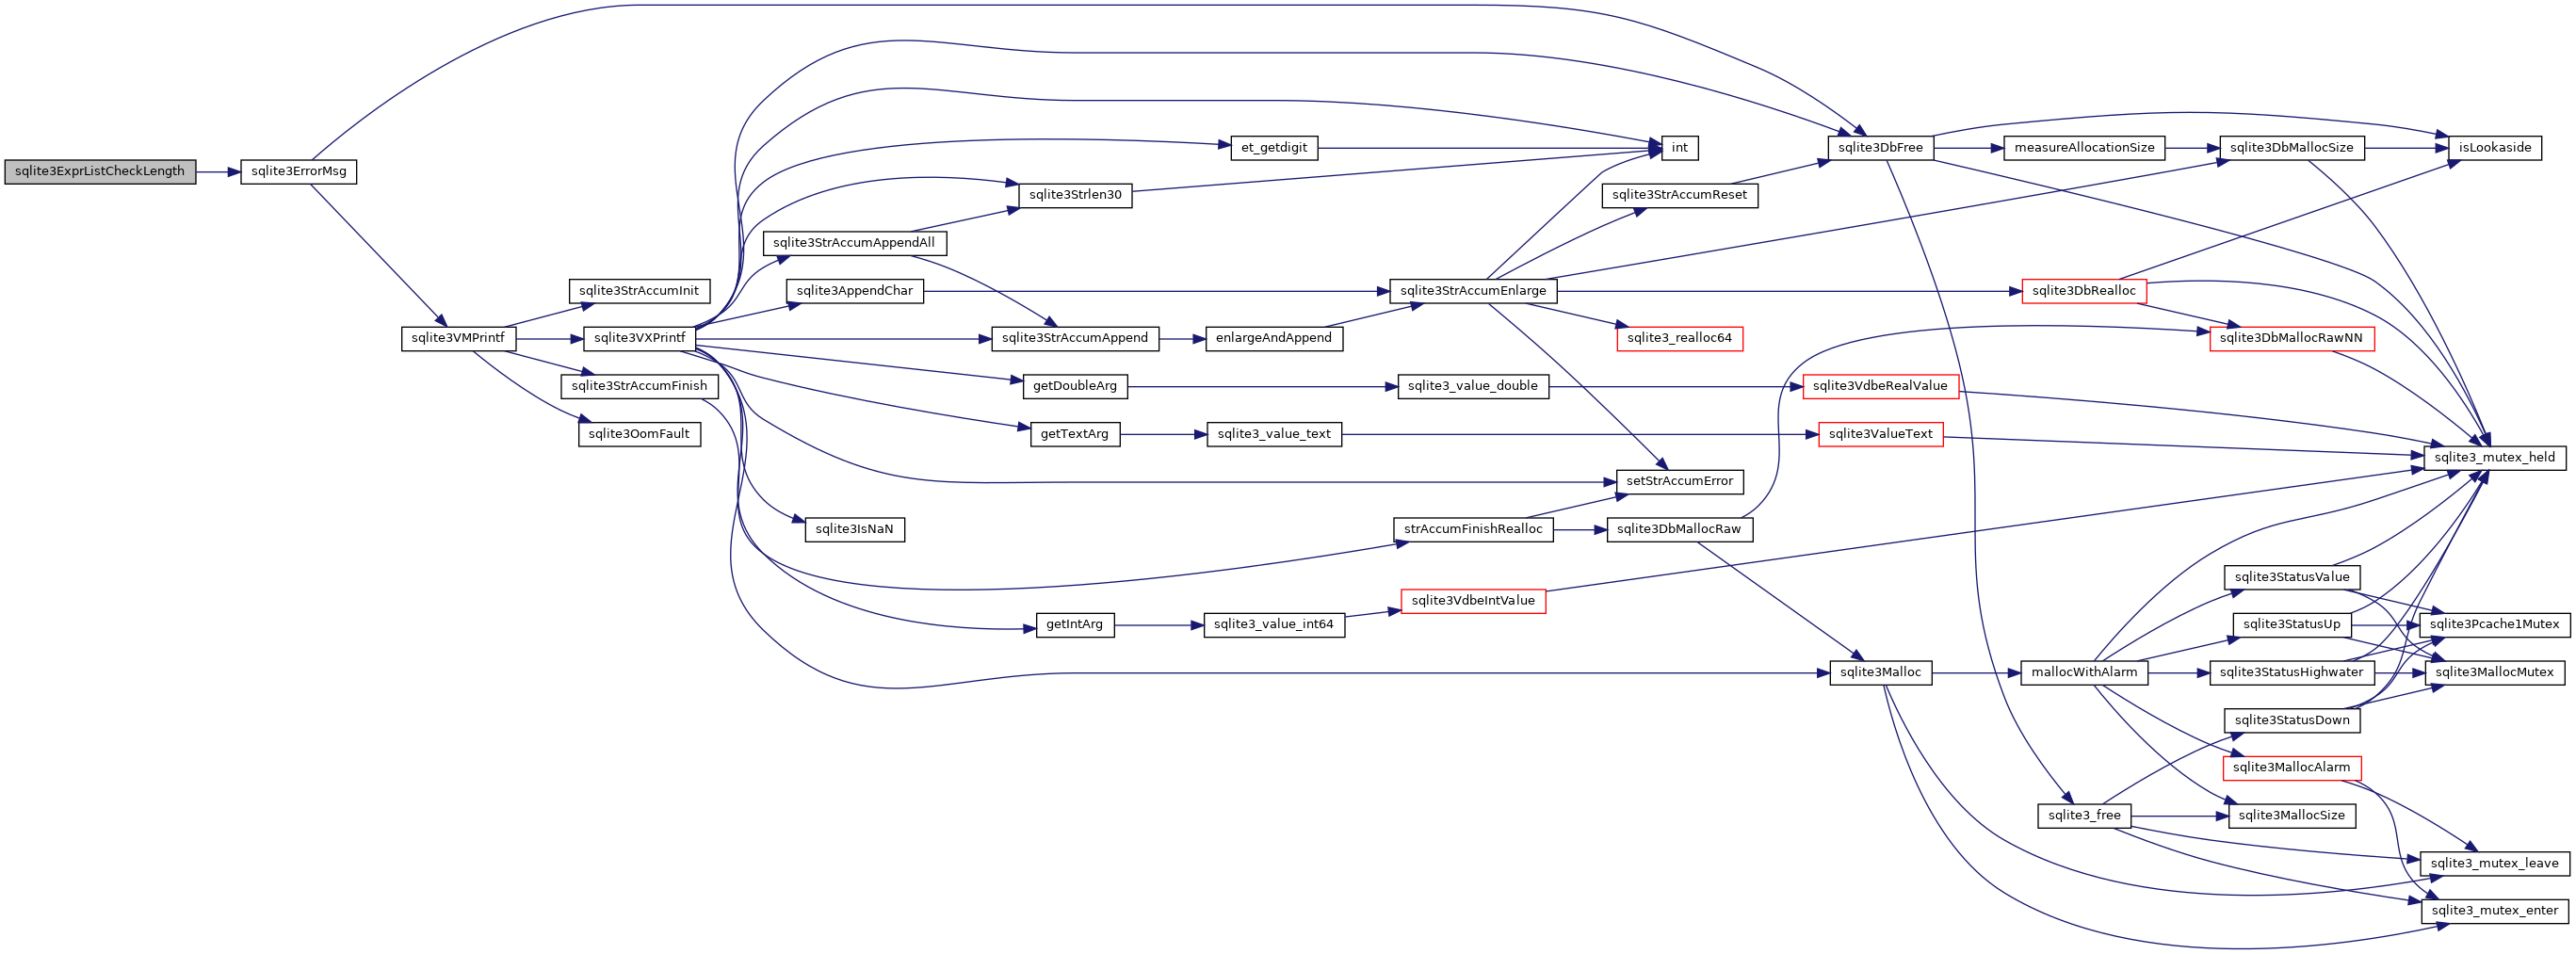 sqlite3ExprListCheckLength
sqlite3ErrorMsg
sqlite3VMPrintf
sqlite3StrAccumInit
sqlite3VXPrintf
sqlite3StrAccumFinish
sqlite3OomFault
sqlite3StrAccumAppendAll
sqlite3AppendChar
sqlite3IsNaN
sqlite3Strlen30
sqlite3StrAccumAppend
getDoubleArg
getTextArg
getIntArg
et_getdigit
enlargeAndAppend
sqlite3_value_text
sqlite3_value_int64
sqlite3StrAccumEnlarge
sqlite3_value_double
strAccumFinishRealloc
sqlite3VdbeIntValue
int
sqlite3StrAccumReset
sqlite3_realloc64
setStrAccumError
sqlite3DbMallocRaw
sqlite3DbFree
sqlite3VdbeRealValue
sqlite3ValueText
sqlite3Malloc
measureAllocationSize
sqlite3DbRealloc
mallocWithAlarm
sqlite3_free
sqlite3DbMallocSize
sqlite3DbMallocRawNN
sqlite3StatusValue
sqlite3StatusUp
sqlite3StatusHighwater
sqlite3StatusDown
sqlite3MallocAlarm
sqlite3MallocSize
isLookaside
sqlite3_mutex_held
sqlite3Pcache1Mutex
sqlite3MallocMutex
sqlite3_mutex_leave
sqlite3_mutex_enter